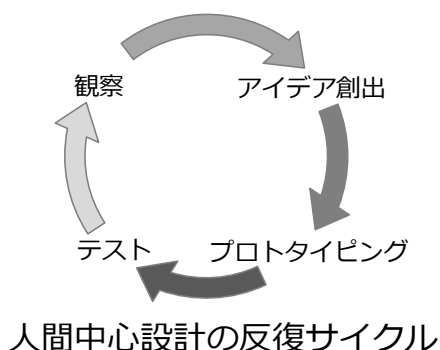 観察
アイデア創出
テスト
プロトタイピング
人間中心設計の反復サイクル